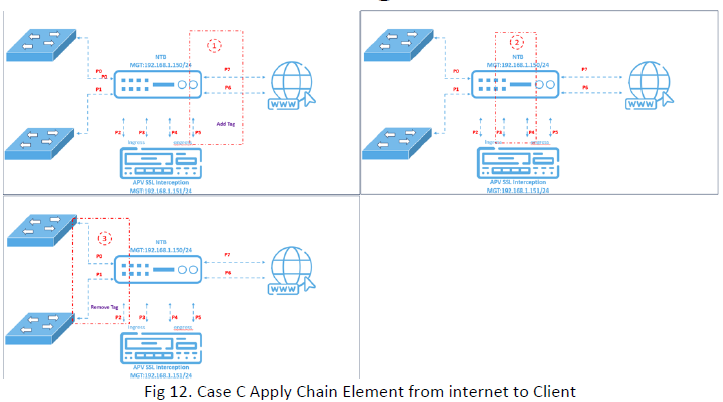 1
NTB
MGT:192.168.1.150/24
P0
P0
P7
P1
P6
WWW
Add Tag
P2 P3 P4 P5
Ingress egress
APV SSL Interception
MGT:192.168.1.151/24
2
NTB
MGT:192.168.1.150/24
P0
P7
P1
P6
WWW
P2 P3 P4 P5
Ingress egress
APV SSL Interception
MGT:192.168.1.151/24
3
NTB
MGT:192.168.1.150/24
P0
P7
P1
P6
WWW
Remove Tag
P2 P3 P4 P5
Ingress egress
APV SSL Interception
MGT:192.168.1.151/24
Fig 12. Case C Apply Chain Element from internet to Client